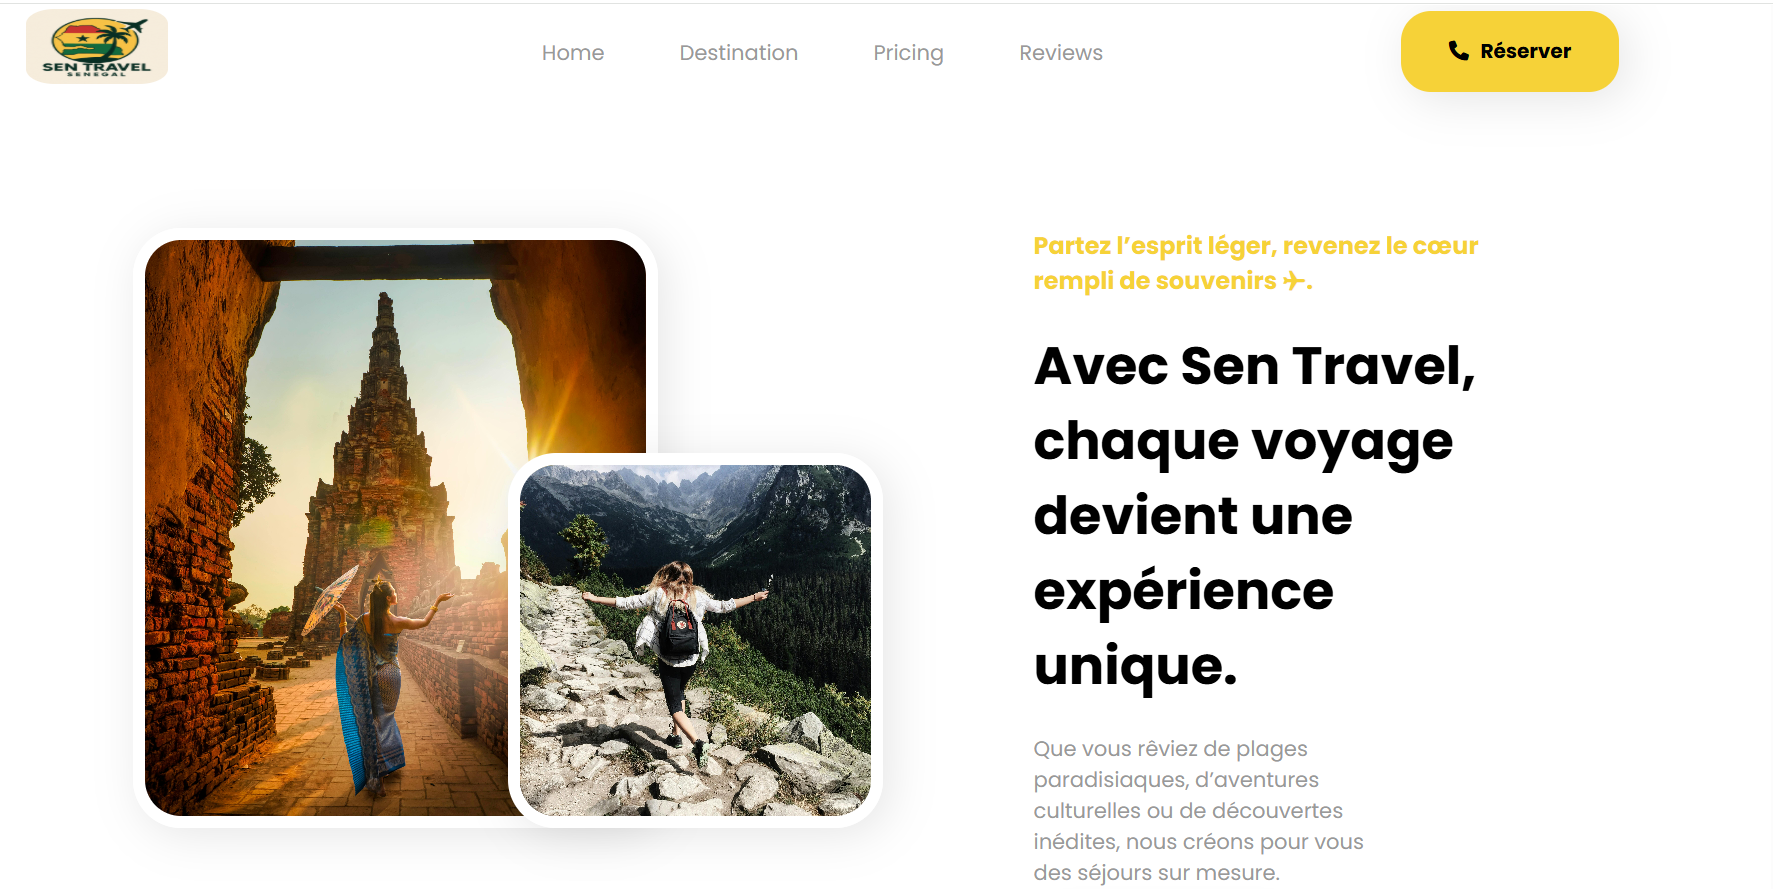 SEN TRAVEL
SENEGAL
Home
Destination
Pricing
Reviews
Réserver
Partez l’esprit léger, revenez le cœur
rempli de souvenirs ✈.
Avec Sen Travel,
chaque voyage
devient une
expérience
unique.
Que vous rêviez de plages
paradisiaques, d’aventures
culturelles ou de découvertes
inédites, nous créons pour vous
des séjours sur mesure.